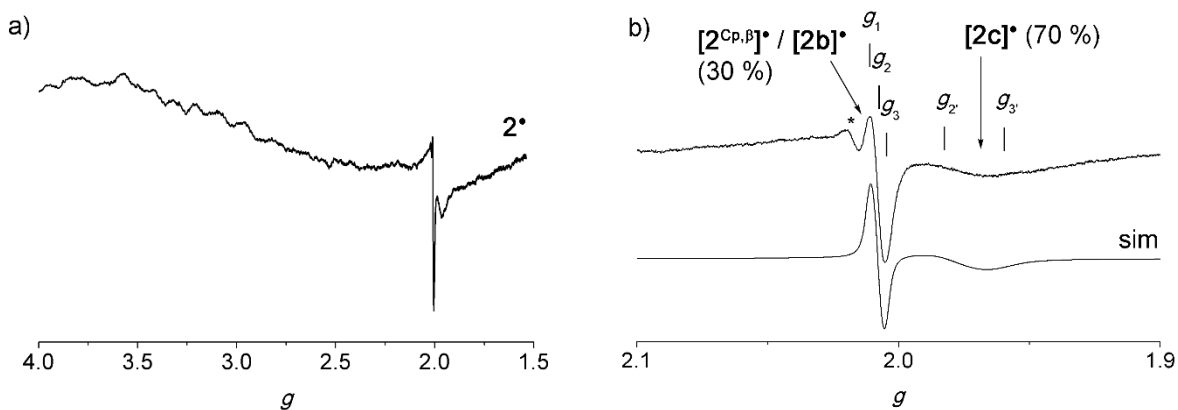 a)
2•
4.0 3.5 3.0 2.5 2.0 1.5
g
b)
[2Cp,β]• / [2b]•
(30 %)
g1
g2
g3
*
[2c]• (70 %)
g2'
g3'
sim
2.1 2.0 1.9
g